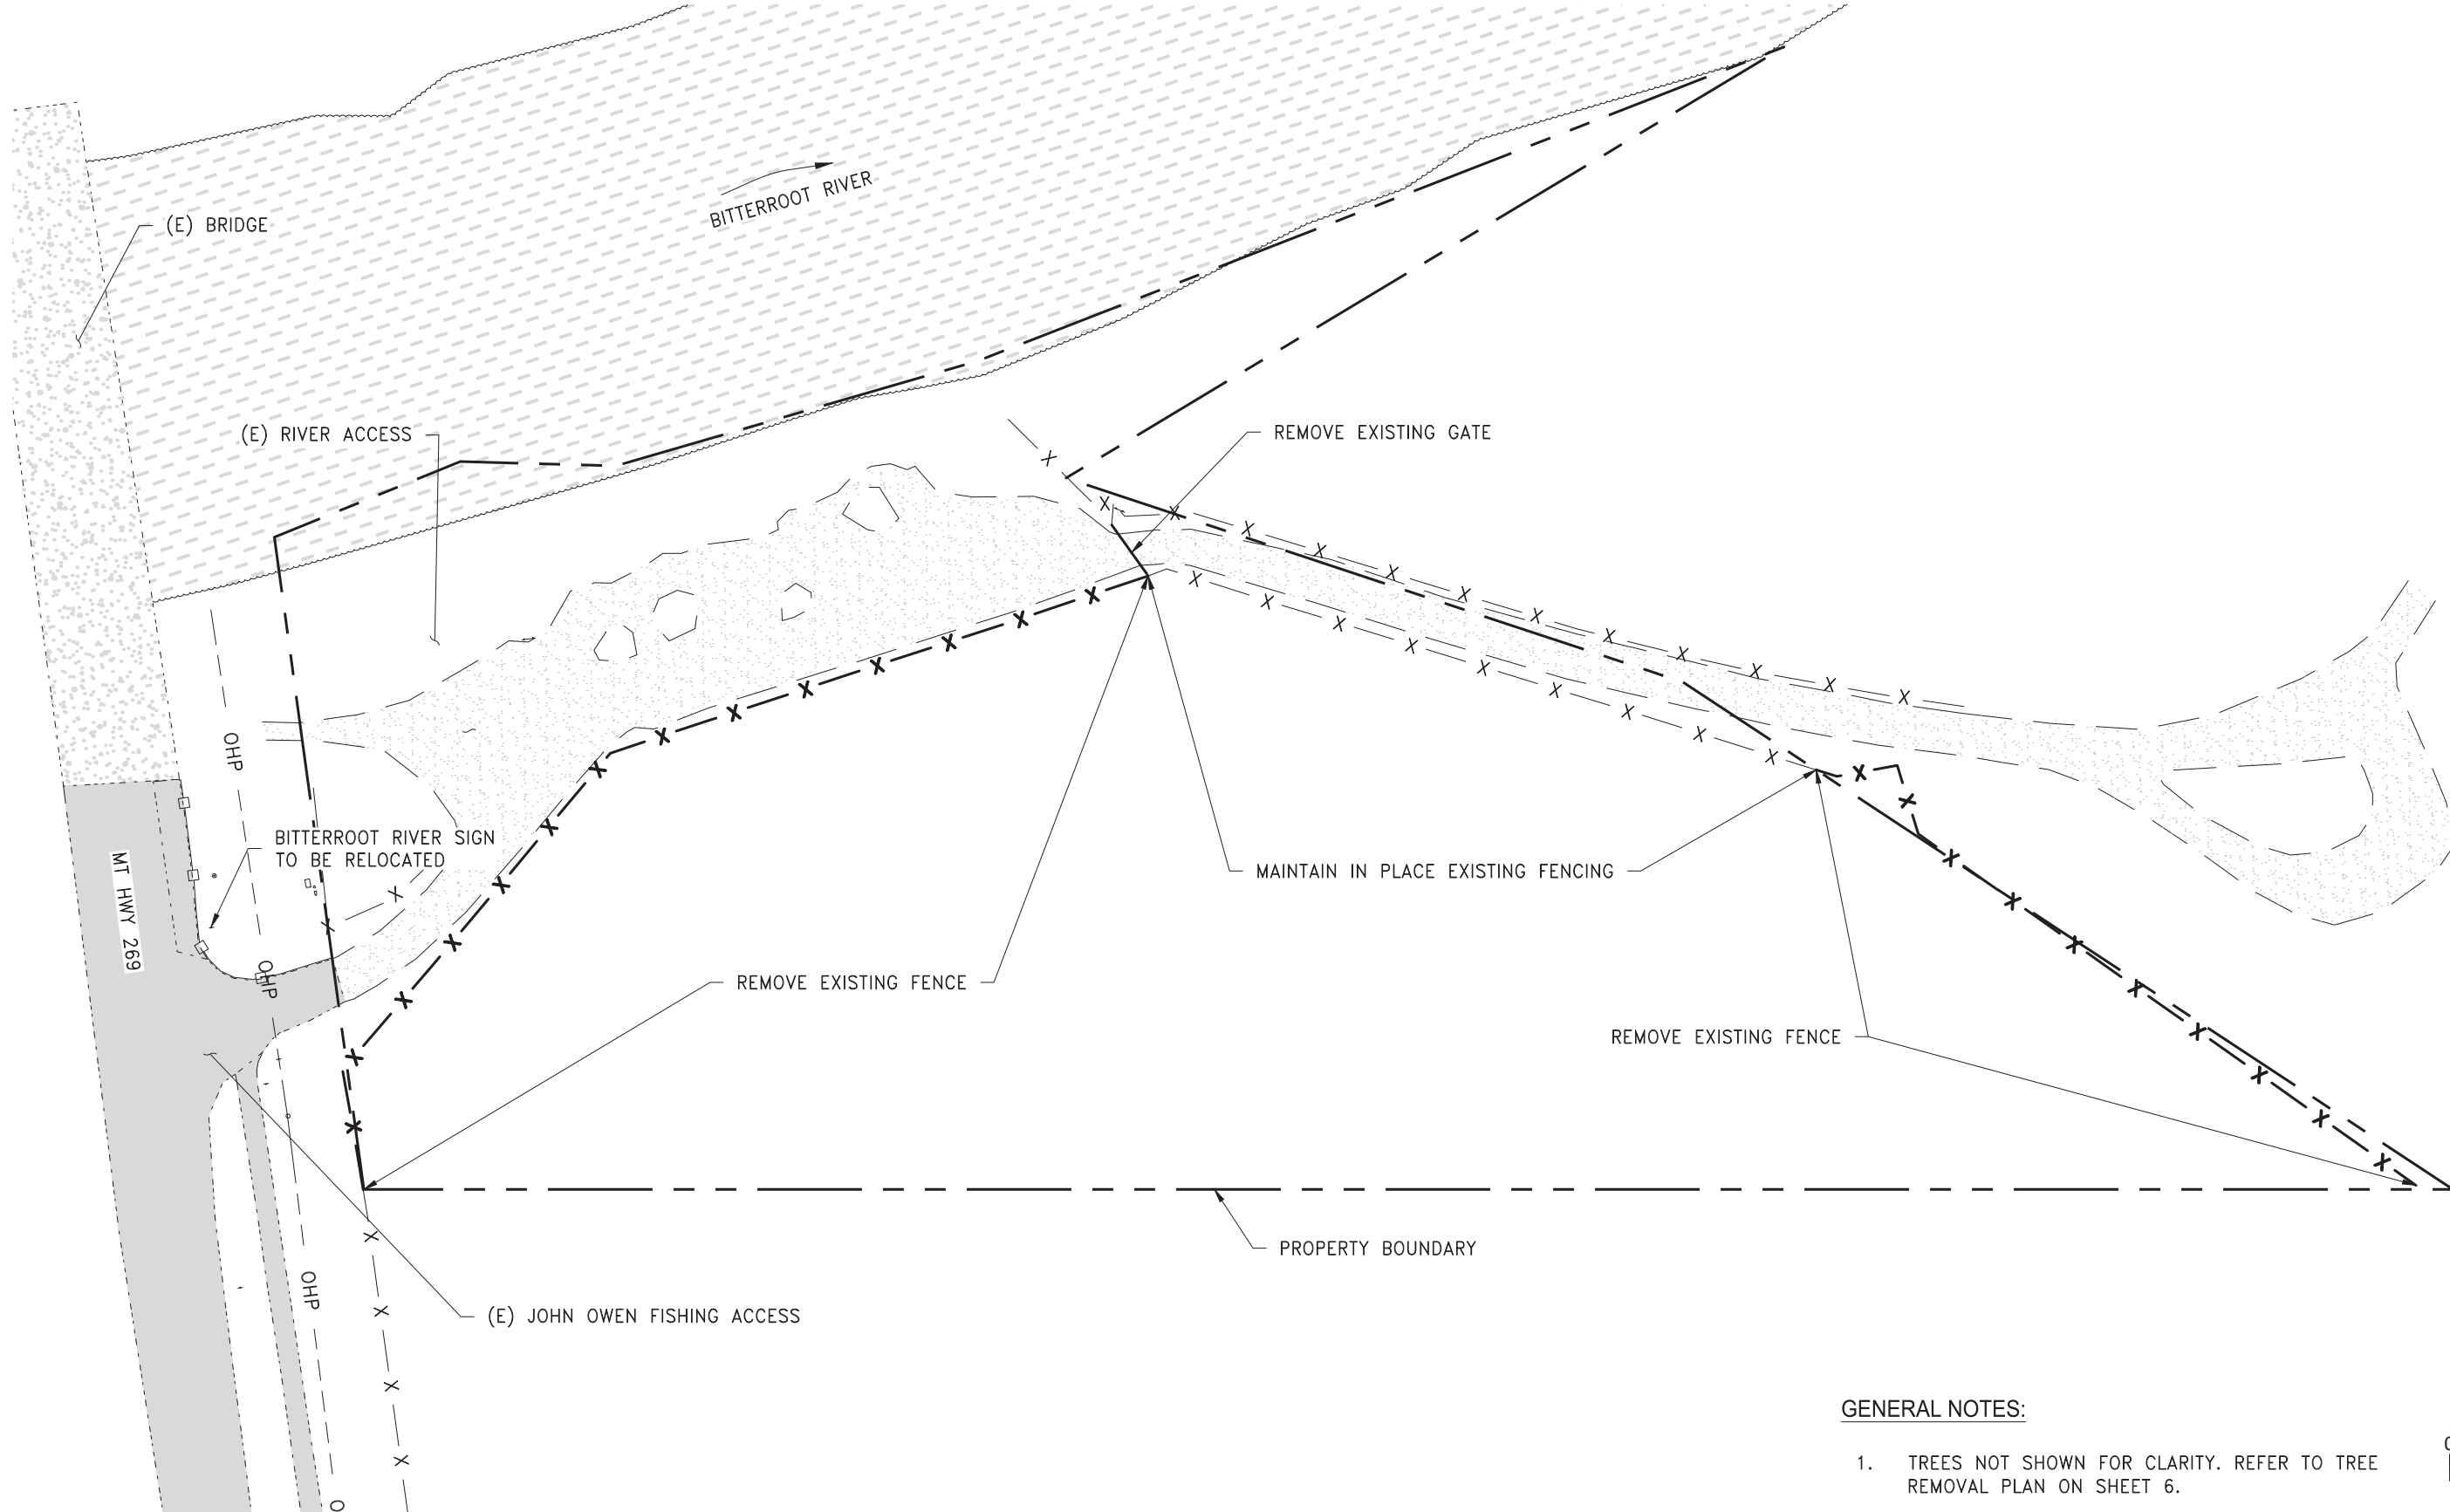 (E) BRIDGE
BITTERROOT RIVER
(E) RIVER ACCESS
REMOVE EXISTING GATE
OHP
BITTERROOT RIVER SIGN
TO BE RELOCATED
MT HWY 269
OHP
MAINTAIN IN PLACE EXISTING FENCING
REMOVE EXISTING FENCE
REMOVE EXISTING FENCE
PROPERTY BOUNDARY
OHP
(E) JOHN OWEN FISHING ACCESS
GENERAL NOTES:
1. TREES NOT SHOWN FOR CLARITY. REFER TO TREE
REMOVAL PLAN ON SHEET 6.